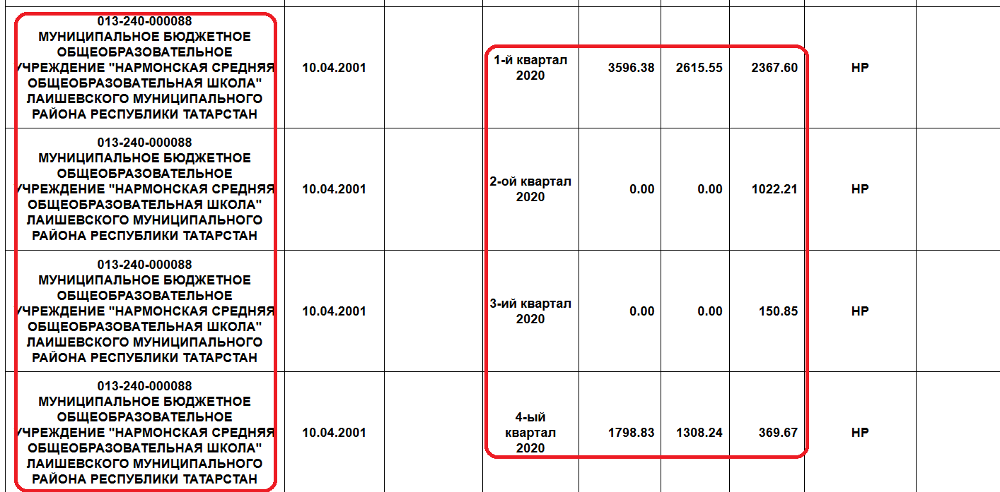 013-240-000088
МУНИЦИПАЛЬНОЕ БЮДЖЕТНОЕ
ОБЩЕОБРАЗОВАТЕЛЬНОЕ
УЧРЕЖДЕНИЕ "НАРМОНСКАЯ СРЕДНЯЯ
ОБЩЕОБРАЗОВАТЕЛЬНАЯ ШКОЛА"
ЛАИШЕВСКОГО МУНИЦИПАЛЬНОГО
РАЙОНА РЕСПУБЛИКИ ТАТАРСТАН
10.04.2001
1-й квартал
2020
3596.38
2615.55
2367.60
НР
013-240-000088
МУНИЦИПАЛЬНОЕ БЮДЖЕТНОЕ
ОБЩЕОБРАЗОВАТЕЛЬНОЕ
УЧРЕЖДЕНИЕ "НАРМОНСКАЯ СРЕДНЯЯ
ОБЩЕОБРАЗОВАТЕЛЬНАЯ ШКОЛА"
ЛАИШЕВСКОГО МУНИЦИПАЛЬНОГО
РАЙОНА РЕСПУБЛИКИ ТАТАРСТАН
10.04.2001
2-ой квартал
2020
0.00
0.00
1022.21
НР
013-240-000088
МУНИЦИПАЛЬНОЕ БЮДЖЕТНОЕ
ОБЩЕОБРАЗОВАТЕЛЬНОЕ
УЧРЕЖДЕНИЕ "НАРМОНСКАЯ СРЕДНЯЯ
ОБЩЕОБРАЗОВАТЕЛЬНАЯ ШКОЛА"
ЛАИШЕВСКОГО МУНИЦИПАЛЬНОГО
РАЙОНА РЕСПУБЛИКИ ТАТАРСТАН
10.04.2001
3-ий квартал
2020
0.00
0.00
150.85
НР
013-240-000088
МУНИЦИПАЛЬНОЕ БЮДЖЕТНОЕ
ОБЩЕОБРАЗОВАТЕЛЬНОЕ
УЧРЕЖДЕНИЕ "НАРМОНСКАЯ СРЕДНЯЯ
ОБЩЕОБРАЗОВАТЕЛЬНАЯ ШКОЛА"
ЛАИШЕВСКОГО МУНИЦИПАЛЬНОГО
РАЙОНА РЕСПУБЛИКИ ТАТАРСТАН
10.04.2001
4-ый
квартал
2020
1798.83
1308.24
369.67
НР